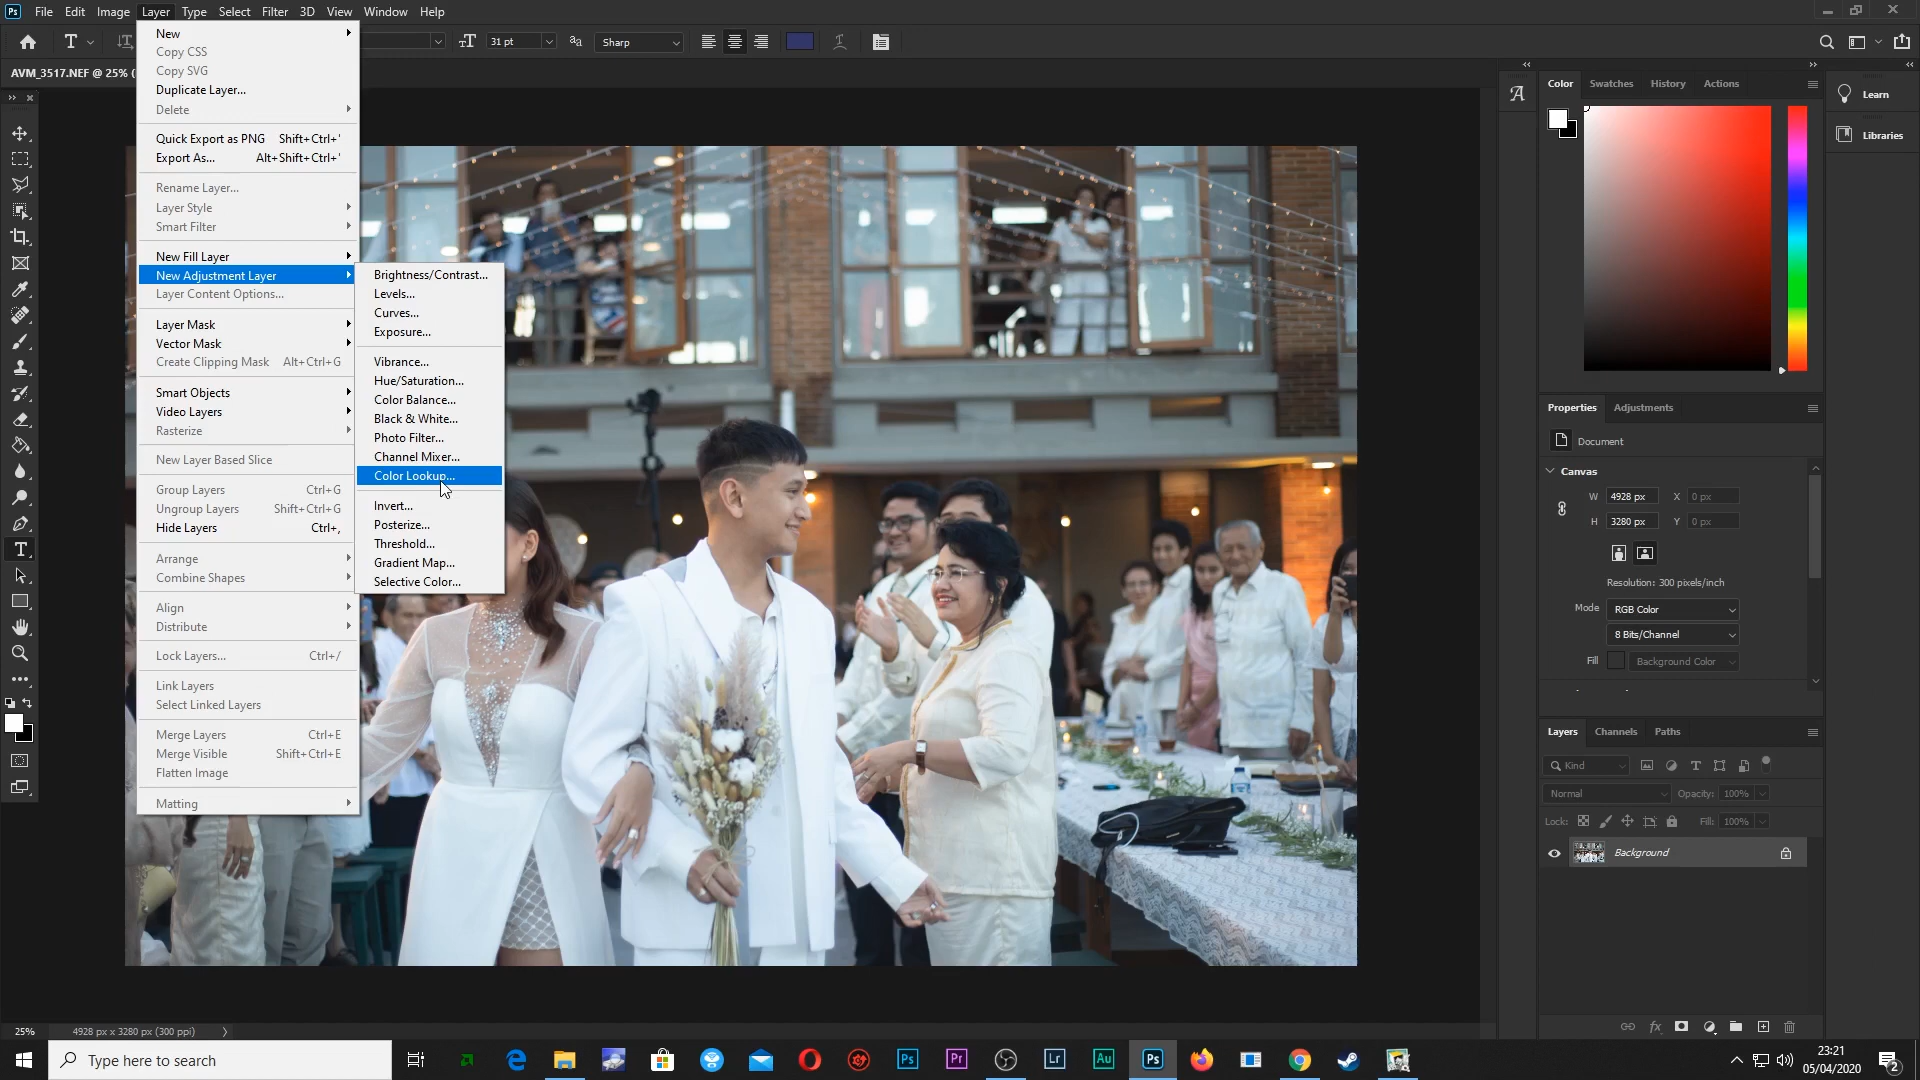 Ps File Edit Image Layer Type Select Filter 3D View Window Help
31 pt Sharp
AVM_3517.NEF @ 25% (
New
Copy CSS
Copy SVG
Duplicate Layer...
Delete
Quick Export as PNG Shift+Ctrl+'
Export As... Alt+Shift+Ctrl+'
Rename Layer...
Layer Style
Smart Filter
New Fill Layer
New Adjustment Layer
Layer Content Options...
Layer Mask
Vector Mask
Create Clipping Mask Alt+Ctrl+G
Smart Objects
Video Layers
Rasterize
New Layer Based Slice
Group Layers Ctrl+G
Ungroup Layers Shift+Ctrl+G
Hide Layers Ctrl+,
Arrange
Combine Shapes
Align
Distribute
Lock Layers... Ctrl+/
Link Layers
Select Linked Layers
Merge Layers Ctrl+E
Merge Visible Shift+Ctrl+E
Flatten Image
Matting
Brightness/Contrast...
Levels...
Curves...
Exposure...
Vibrance...
Hue/Saturation...
Color Balance...
Black & White...
Photo Filter...
Channel Mixer...
Color Lookup...
Invert...
Posterize...
Threshold...
Gradient Map...
Selective Color...
Color Swatches History Actions
Learn
Libraries
Properties Adjustments
Document
Canvas
W 4928 px X 0 px
H 3280 px Y 0 px
Resolution: 300 pixels/inch
Mode RGB Color
8 Bits/Channel
Fill Background Color
Layers Channels Paths
Kind
Normal Opacity: 100%
Lock: Fill: 100%
Background
25% 4928 px x 3280 px (300 ppi)
Type here to search
Ps Pr Lr Au Ps
23:21
05/04/2020
2